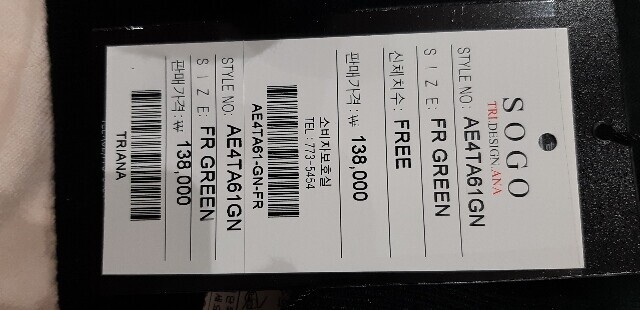 SOGO
TRI.DESIGN.ANA
STYLE NO: AE4TA61GN
S I Z E: FR GREEN
신체치수: FREE
판매가격:₩ 138,000
소비자보호실
TEL : 773-5454
AE4TA61-GN-FR
STYLE NO: AE4TA61GN
S I Z E: FR GREEN
판매가격:₩ 138,000
TRIANA